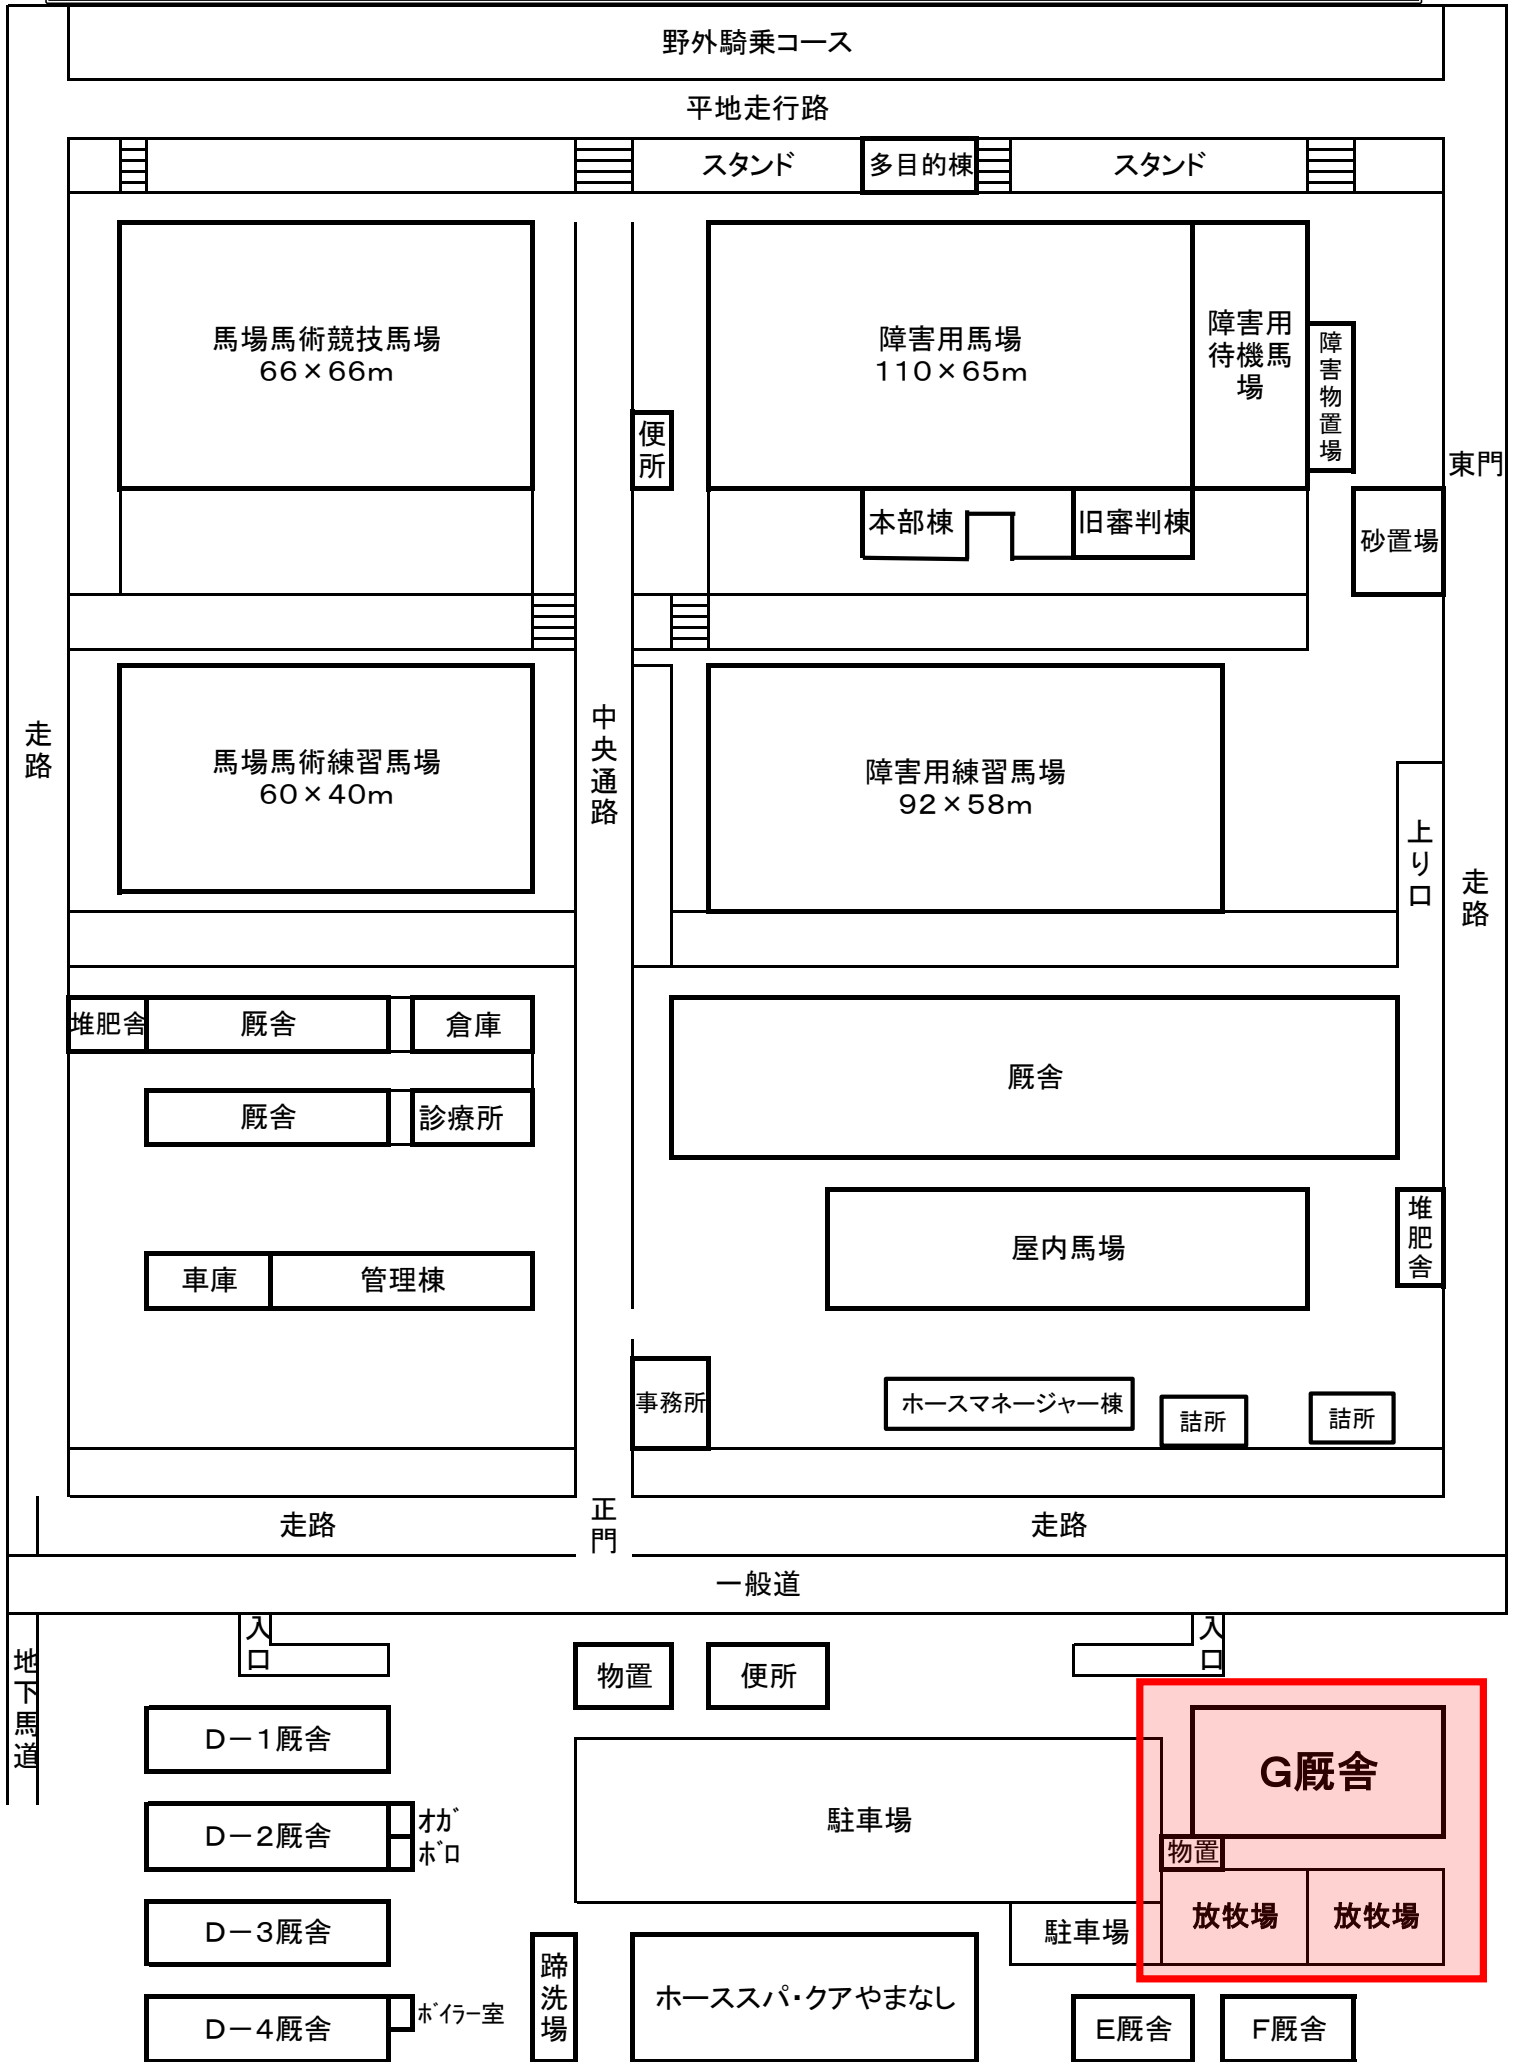 野外騎乗コース
平地走行路
スタンド
多目的棟
スタンド
馬場馬術競技馬場
66×66m
障害用馬場
110×65m
障害用
待機馬
場
障害物置場
便所
東門
本部棟
旧審判棟
砂置場
走路
馬場馬術練習馬場
60×40m
中央通路
障害用練習馬場
92×58m
上り口
走路
堆肥舎
厩舎
倉庫
厩舎
厩舎
診療所
屋内馬場
堆肥舎
車庫
管理棟
事務所
ホースマネージャー棟
詰所
詰所
走路
正門
走路
一般道
入口
入口
地下馬道
物置
便所
D－1厩舎
G厩舎
駐車場
D－2厩舎
ｵｶﾞ
ﾎﾞﾛ
物置
D－3厩舎
駐車場
放牧場
放牧場
蹄洗場
ホーススパ・クアやまなし
D－4厩舎
ﾎﾞｲﾗｰ室
E厩舎
F厩舎